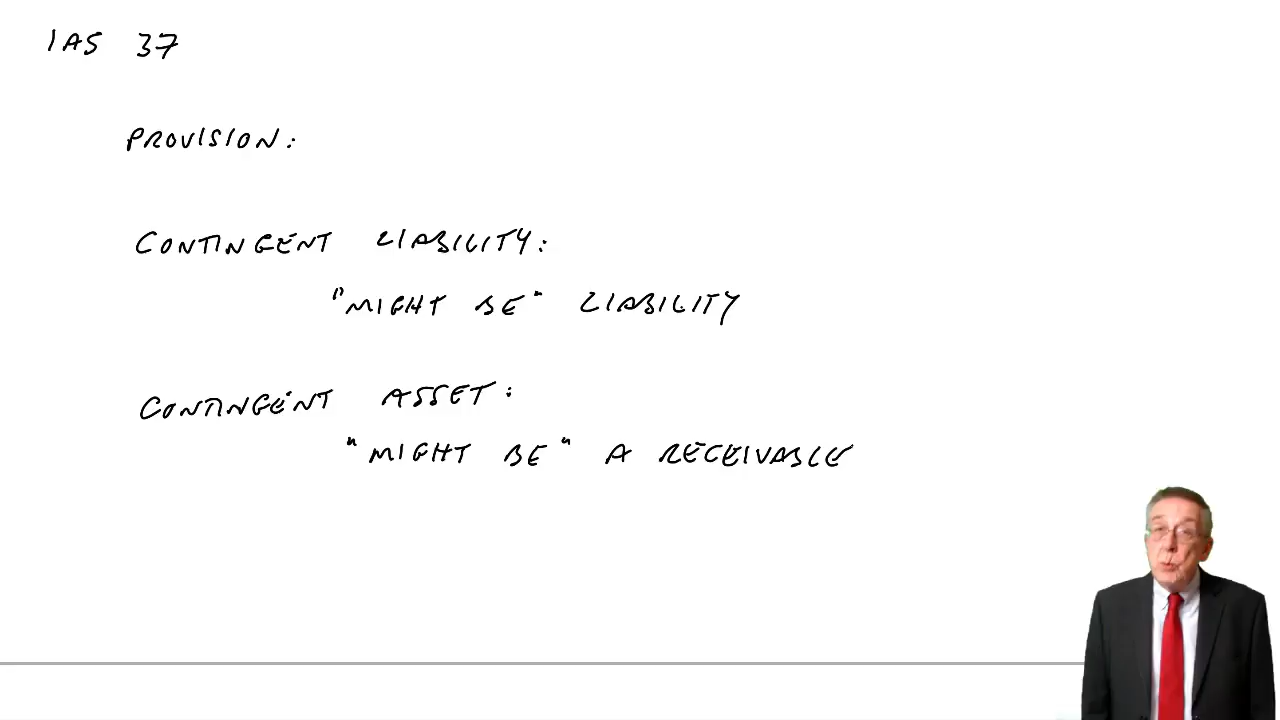 IAS 37
PROVISION:
CONTINGENT LIABILITY:
"MIGHT BE" LIABILITY
CONTINGENT ASSET:
"MIGHT BE" A RECEIVABLE